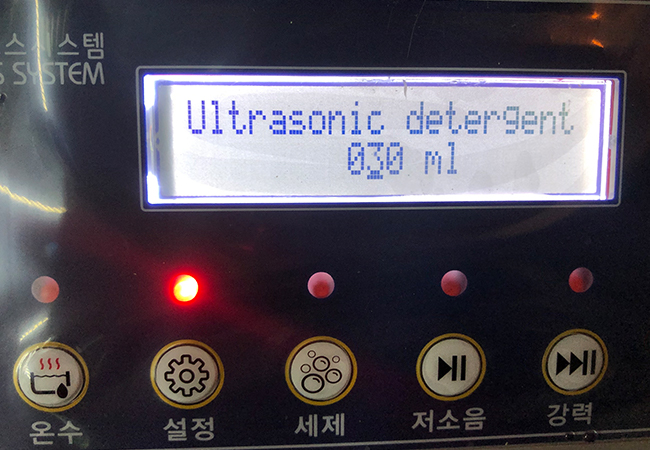 스시스템
S SYSTEM
Ultrasonic detergent
030 ml
온수 설정 세제 저소음 강력